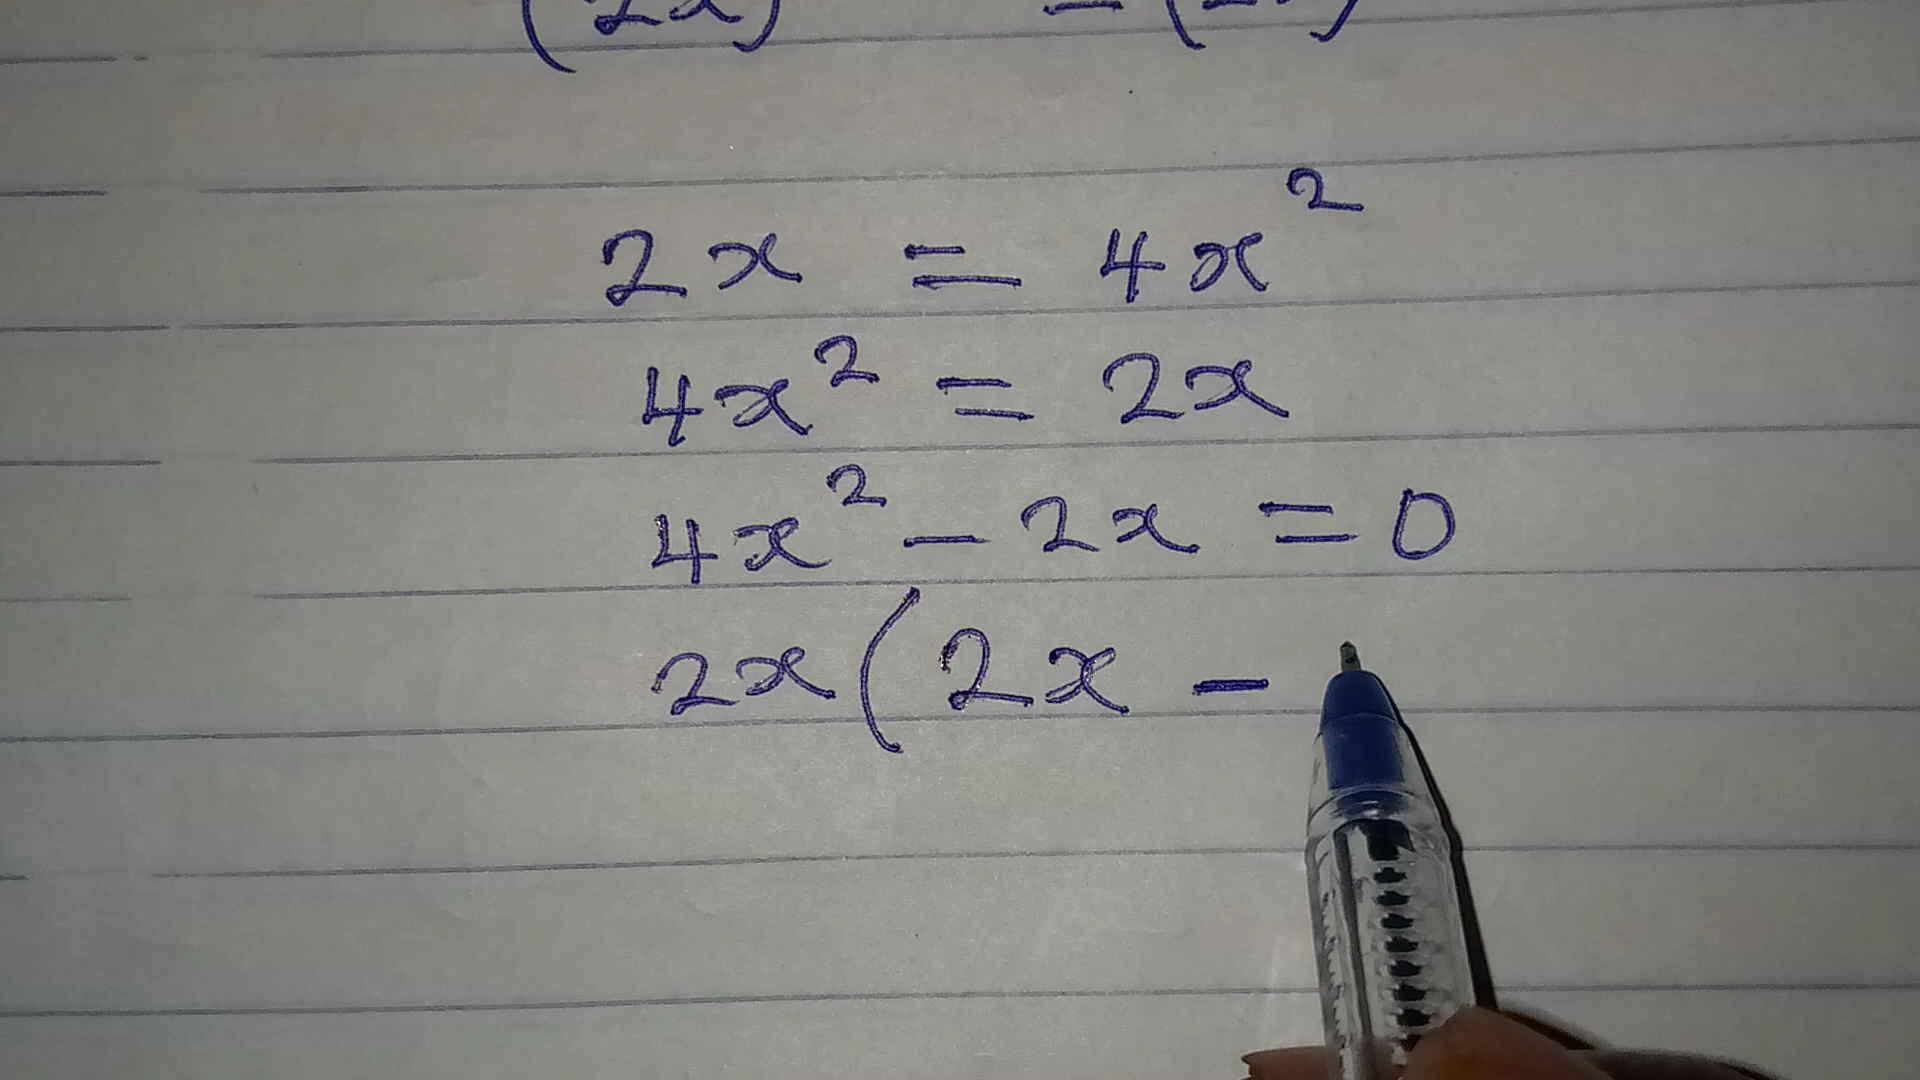 2x = 4x²
4x² = 2x
4x² - 2x = 0
2x(2x -